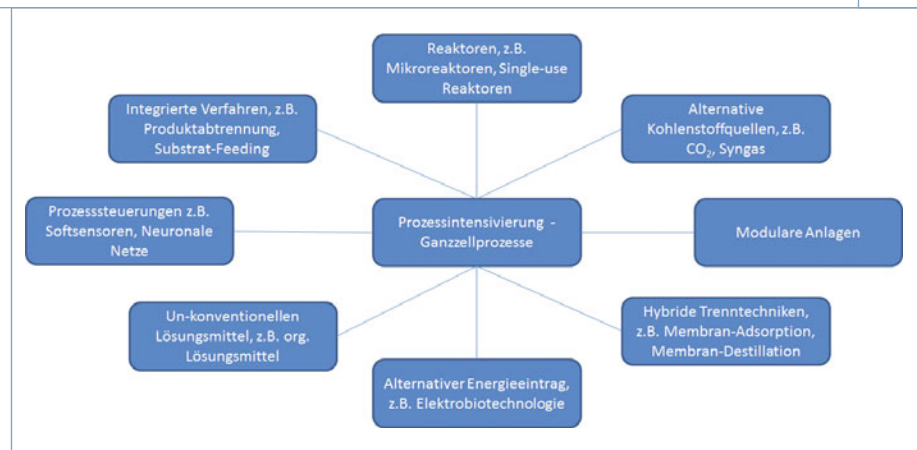 Reaktoren, z.B.
Mikroreaktoren, Single-use
Reaktoren
Integrierte Verfahren, z.B.
Produktabtrennung,
Substrat-Feeding
Alternative
Kohlenstoffquellen, z.B.
CO₂, Syngas
Prozesssteuerungen z.B.
Softsensoren, Neuronale
Netze
Prozessintensivierung -
Ganzzellprozesse
Modulare Anlagen
Un-konventionellen
Lösungsmittel, z.B. org.
Lösungsmittel
Hybride Trenntechniken,
z.B. Membran-Adsorption,
Membran-Destillation
Alternativer Energieeintrag,
z.B. Elektrobiotechnologie